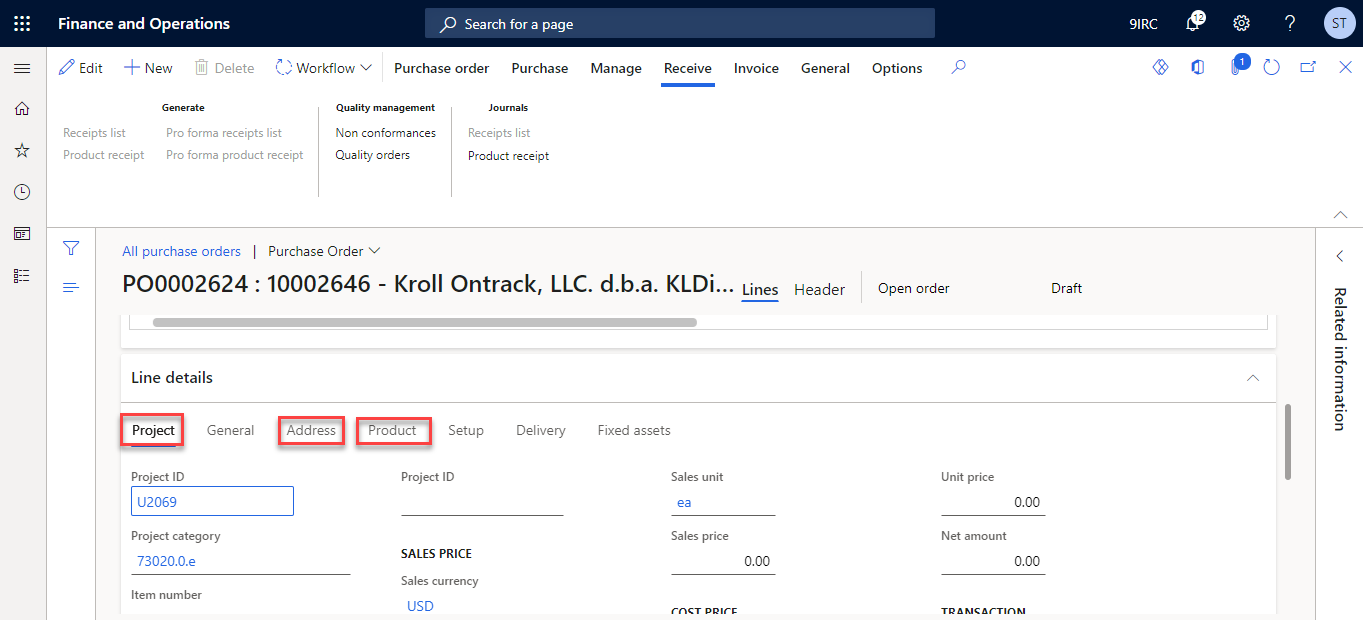 Finance and Operations Search for a page 9IRC 12 ? ST
Edit New Delete Workflow Purchase order Purchase Manage Receive Invoice General Options 1
Generate Quality management Journals
Receipts list Pro forma receipts list Non conformances Receipts list
Product receipt Pro forma product receipt Quality orders Product receipt
All purchase orders | Purchase Order
PO0002624 : 10002646 - Kroll Ontrack, LLC. d.b.a. KLDi... Lines Header Open order Draft
Related information
Line details
Project General Address Product Setup Delivery Fixed assets
Project ID Project ID Sales unit Unit price
U2069 ea 0.00
Project category Sales price Net amount
73020.0.e SALES PRICE 0.00 0.00
Item number Sales currency COST PRICE TRANSACTION
USD